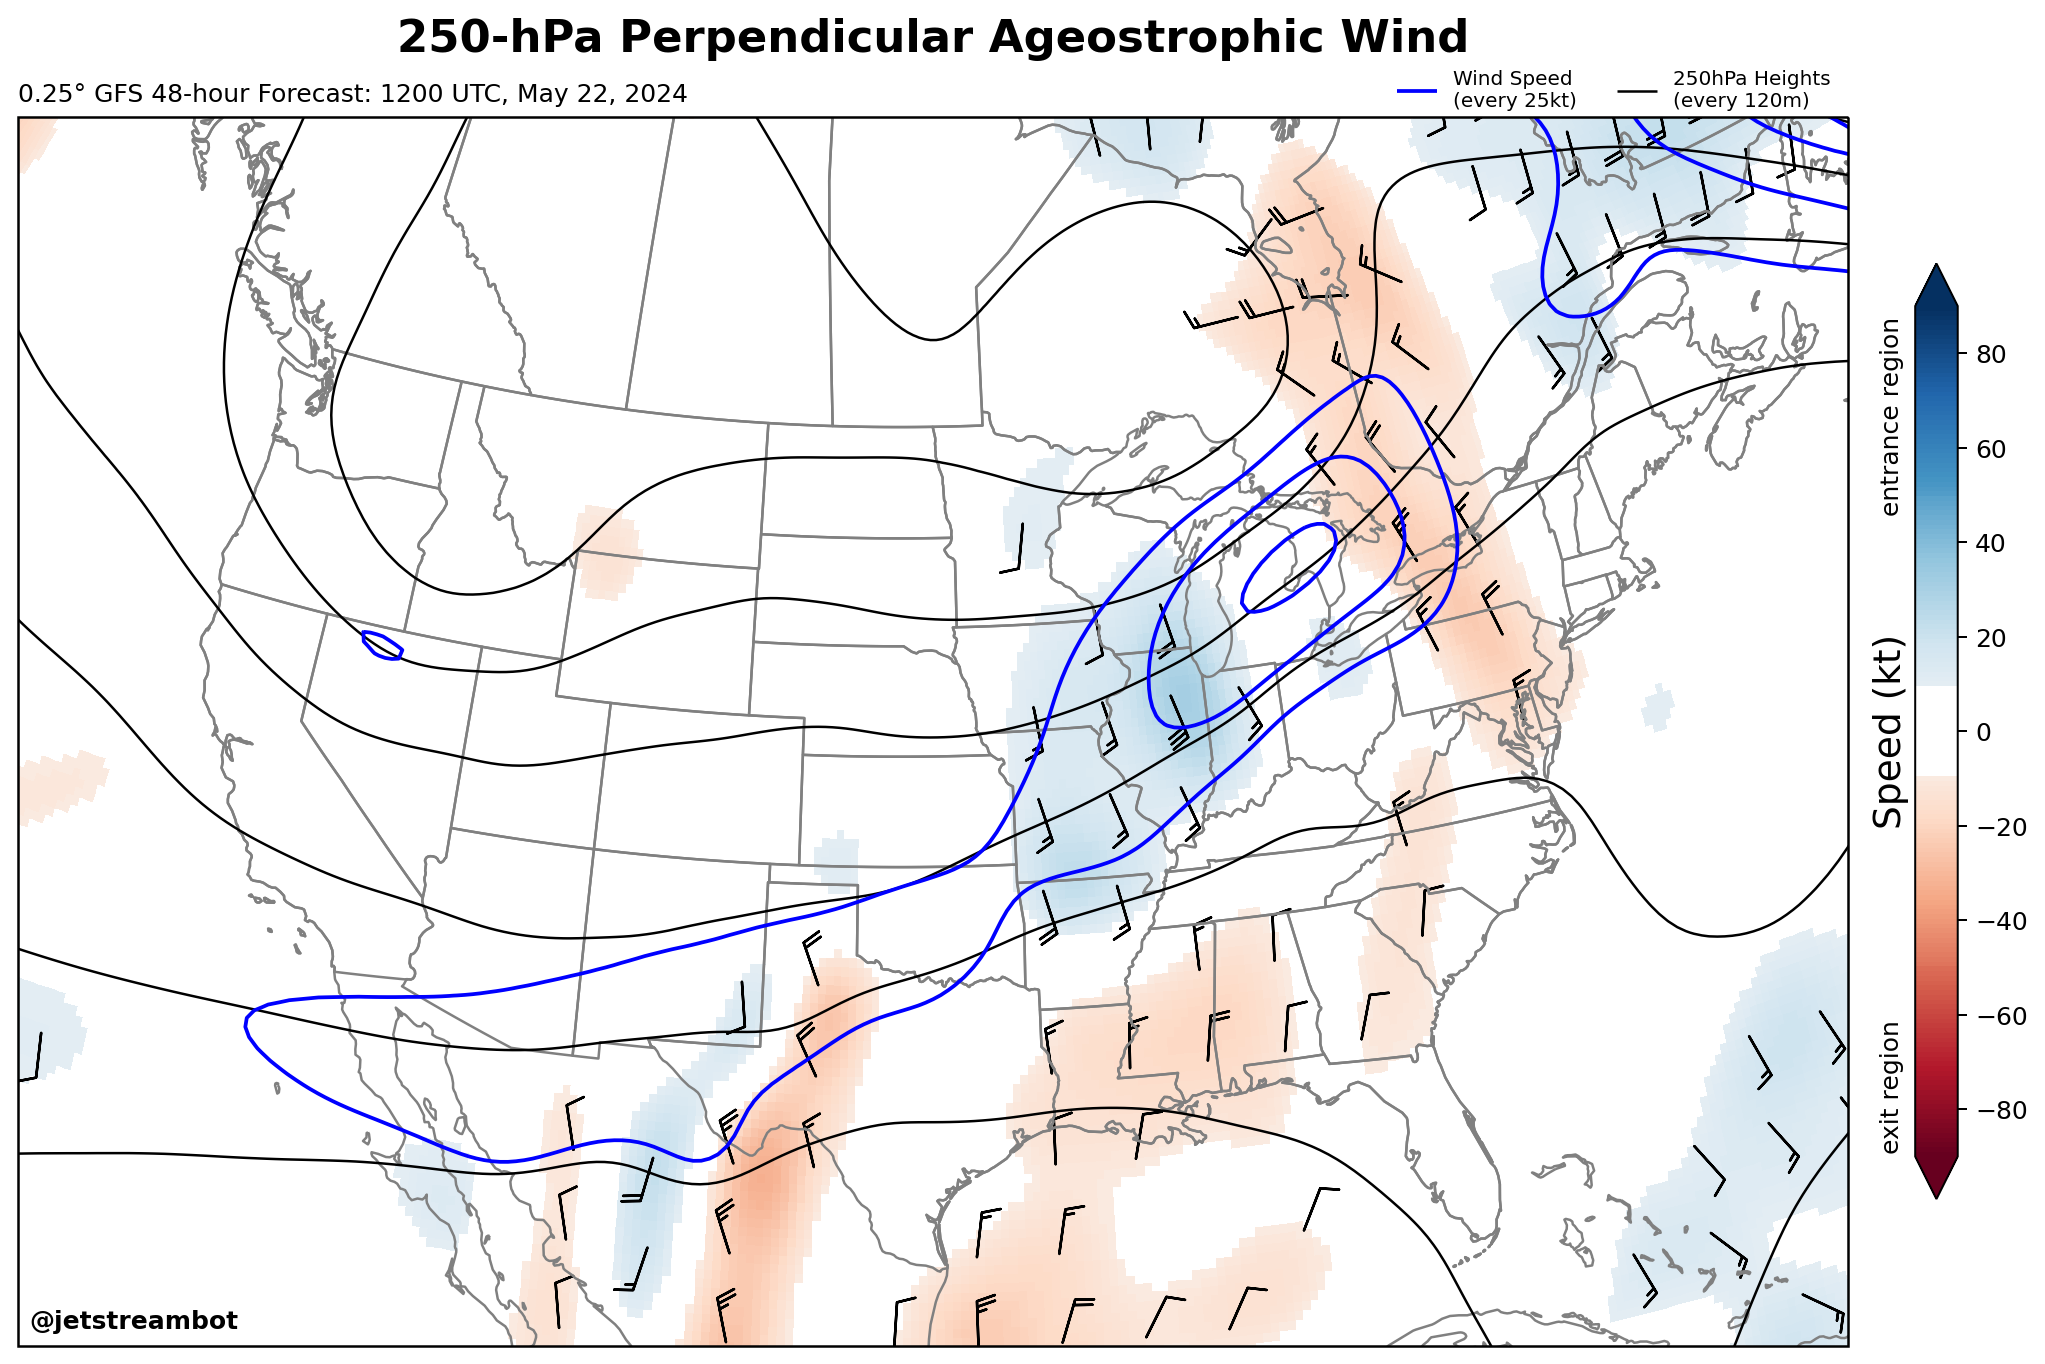 250-hPa Perpendicular Ageostrophic Wind
0.25° GFS 48-hour Forecast: 1200 UTC, May 22, 2024
Wind Speed
(every 25kt)
250hPa Heights
(every 120m)
entrance region
Speed (kt)
exit region
80
60
40
20
0
−20
−40
−60
−80
@jetstreambot